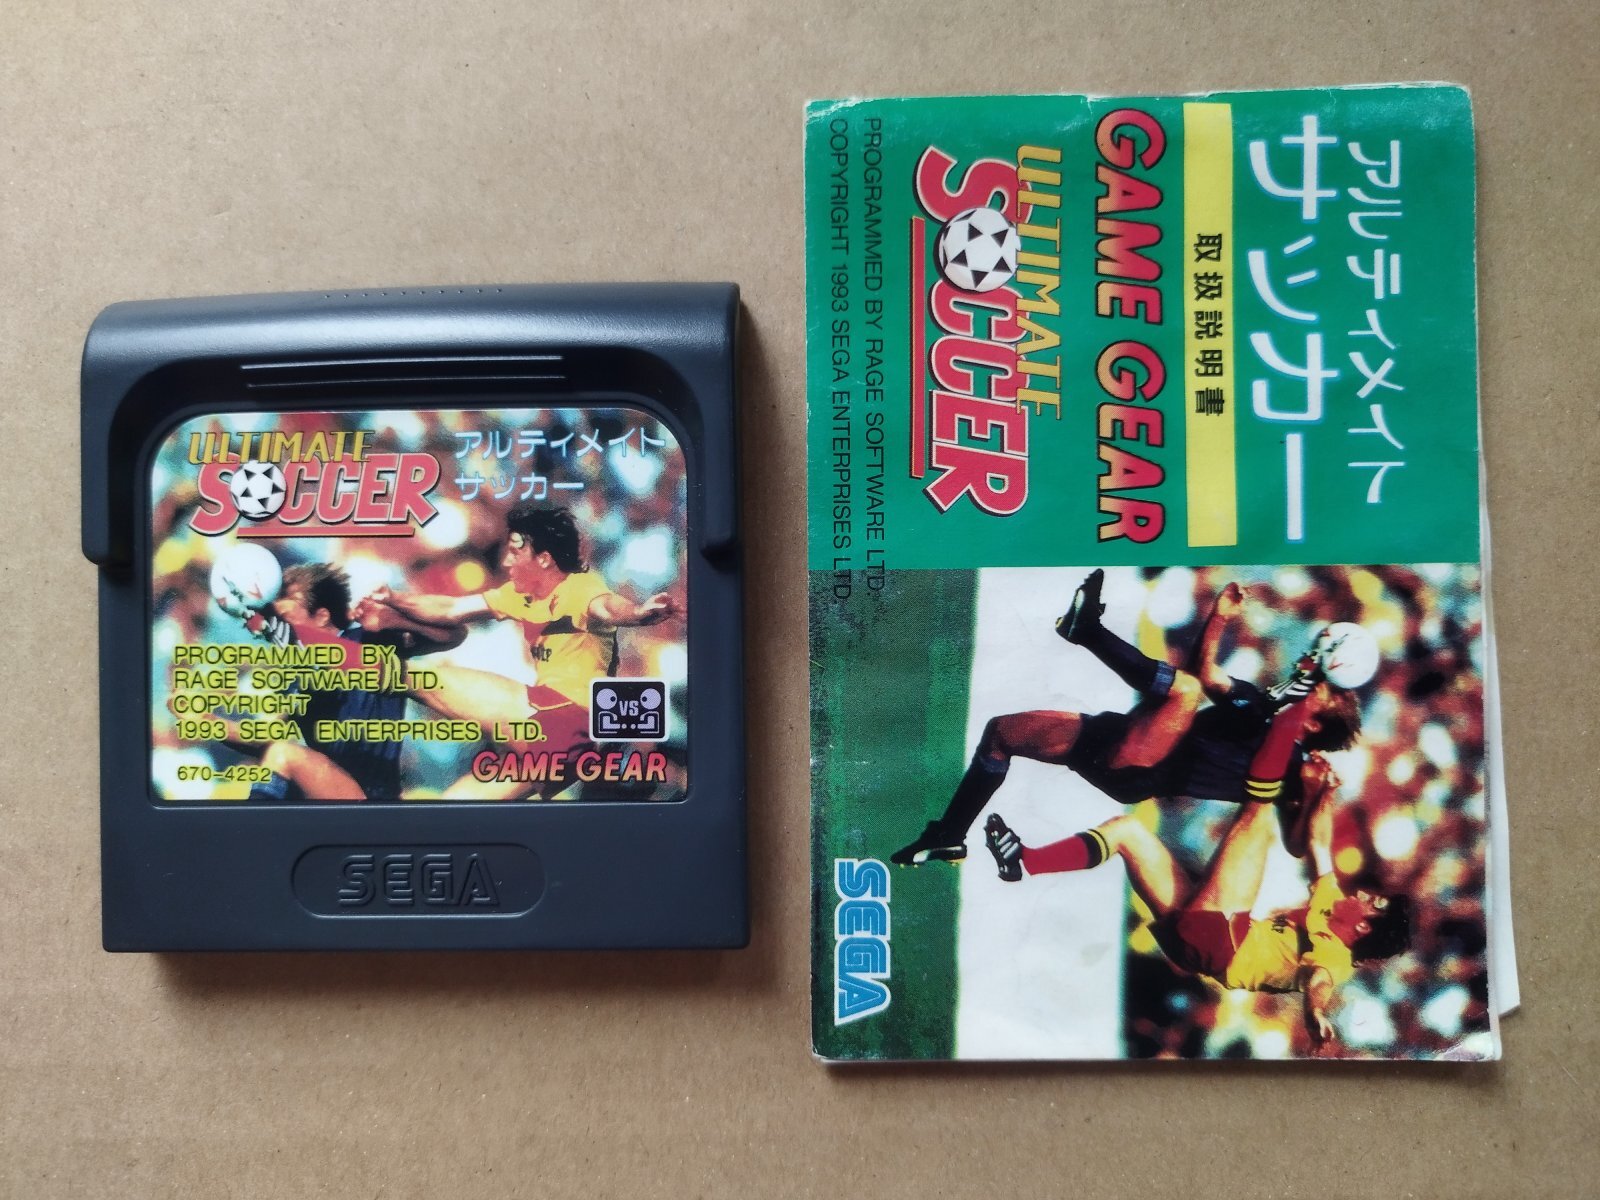 ULTIMATE
SOCCER
アルティメイト
サッカー
PROGRAMMED BY
RAGE SOFTWARE LTD.
COPYRIGHT
1993 SEGA ENTERPRISES LTD.
VS
670-4252
GAME GEAR
SEGA
アルティメイト
サッカー
取扱説明書
GAME GEAR
ULTIMATE
SOCCER
PROGRAMMED BY RAGE SOFTWARE LTD.
COPYRIGHT 1993 SEGA ENTERPRISES LTD.
SEGA